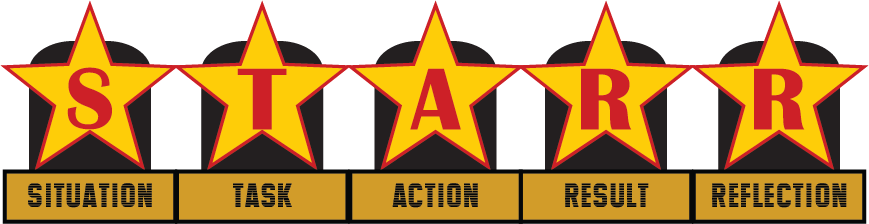 S T A R R
SITUATION TASK ACTION RESULT REFLECTION